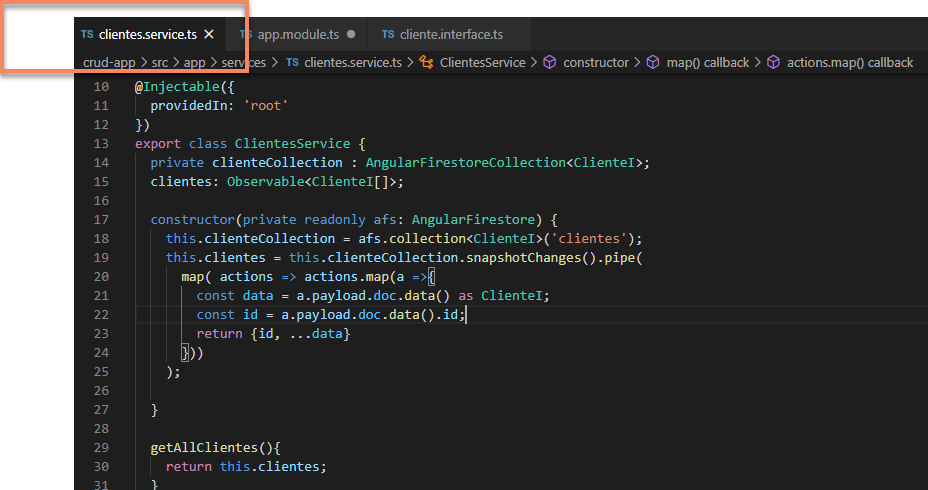 TS clientes.service.ts × TS app.module.ts ● TS cliente.interface.ts
crud-app > src > app > services > TS clientes.service.ts > ClientesService > constructor > map() callback > actions.map() callback
10 @Injectable({
11 providedIn: 'root'
12 })
13 export class ClientesService {
14 private clienteCollection : AngularFirestoreCollection<ClienteI>;
15 clientes: Observable<ClienteI[]>;
16
17 constructor(private readonly afs: AngularFirestore) {
18 this.clienteCollection = afs.collection<ClienteI>('clientes');
19 this.clientes = this.clienteCollection.snapshotChanges().pipe(
20 map( actions => actions.map(a =>{
21 const data = a.payload.doc.data() as ClienteI;
22 const id = a.payload.doc.data().id;
23 return {id, ...data}
24 }))
25 );
26
27 }
28
29 getAllClientes(){
30 return this.clientes;
31 }